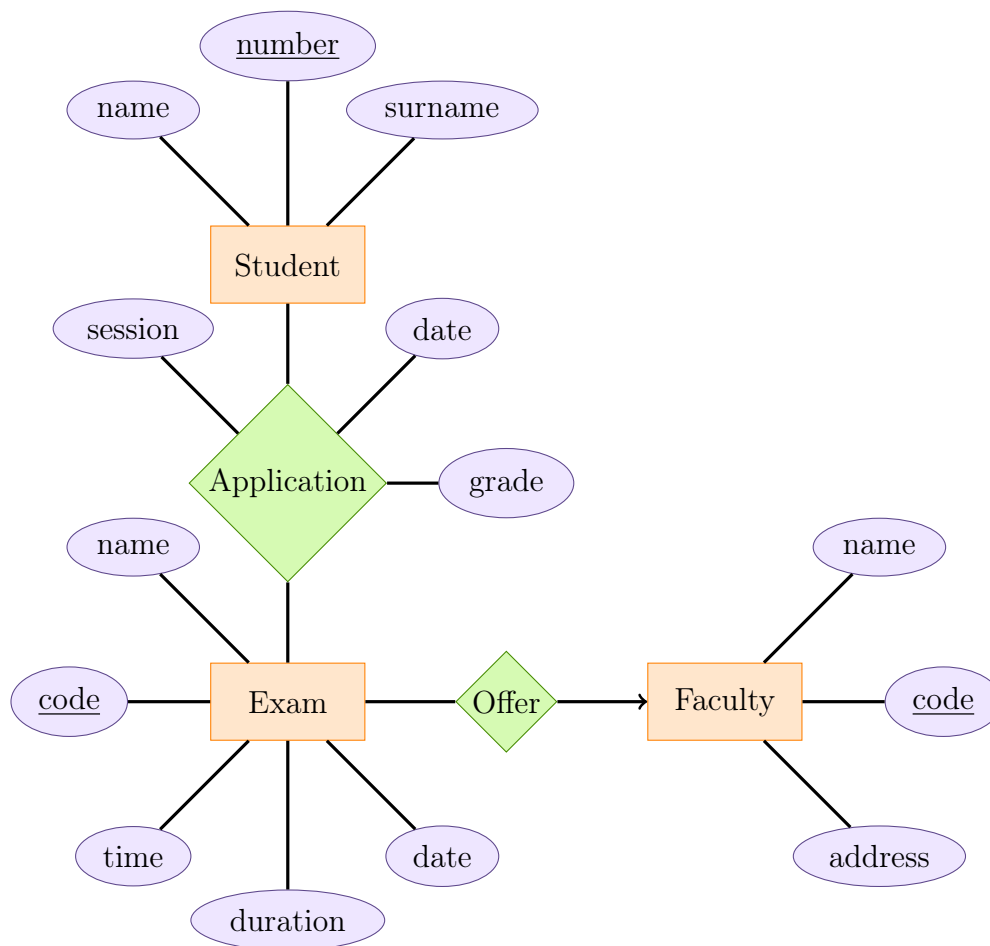 number
name
surname
Student
session
date
Application
grade
name
name
code
Exam
Offer
Faculty
code
time
date
address
duration